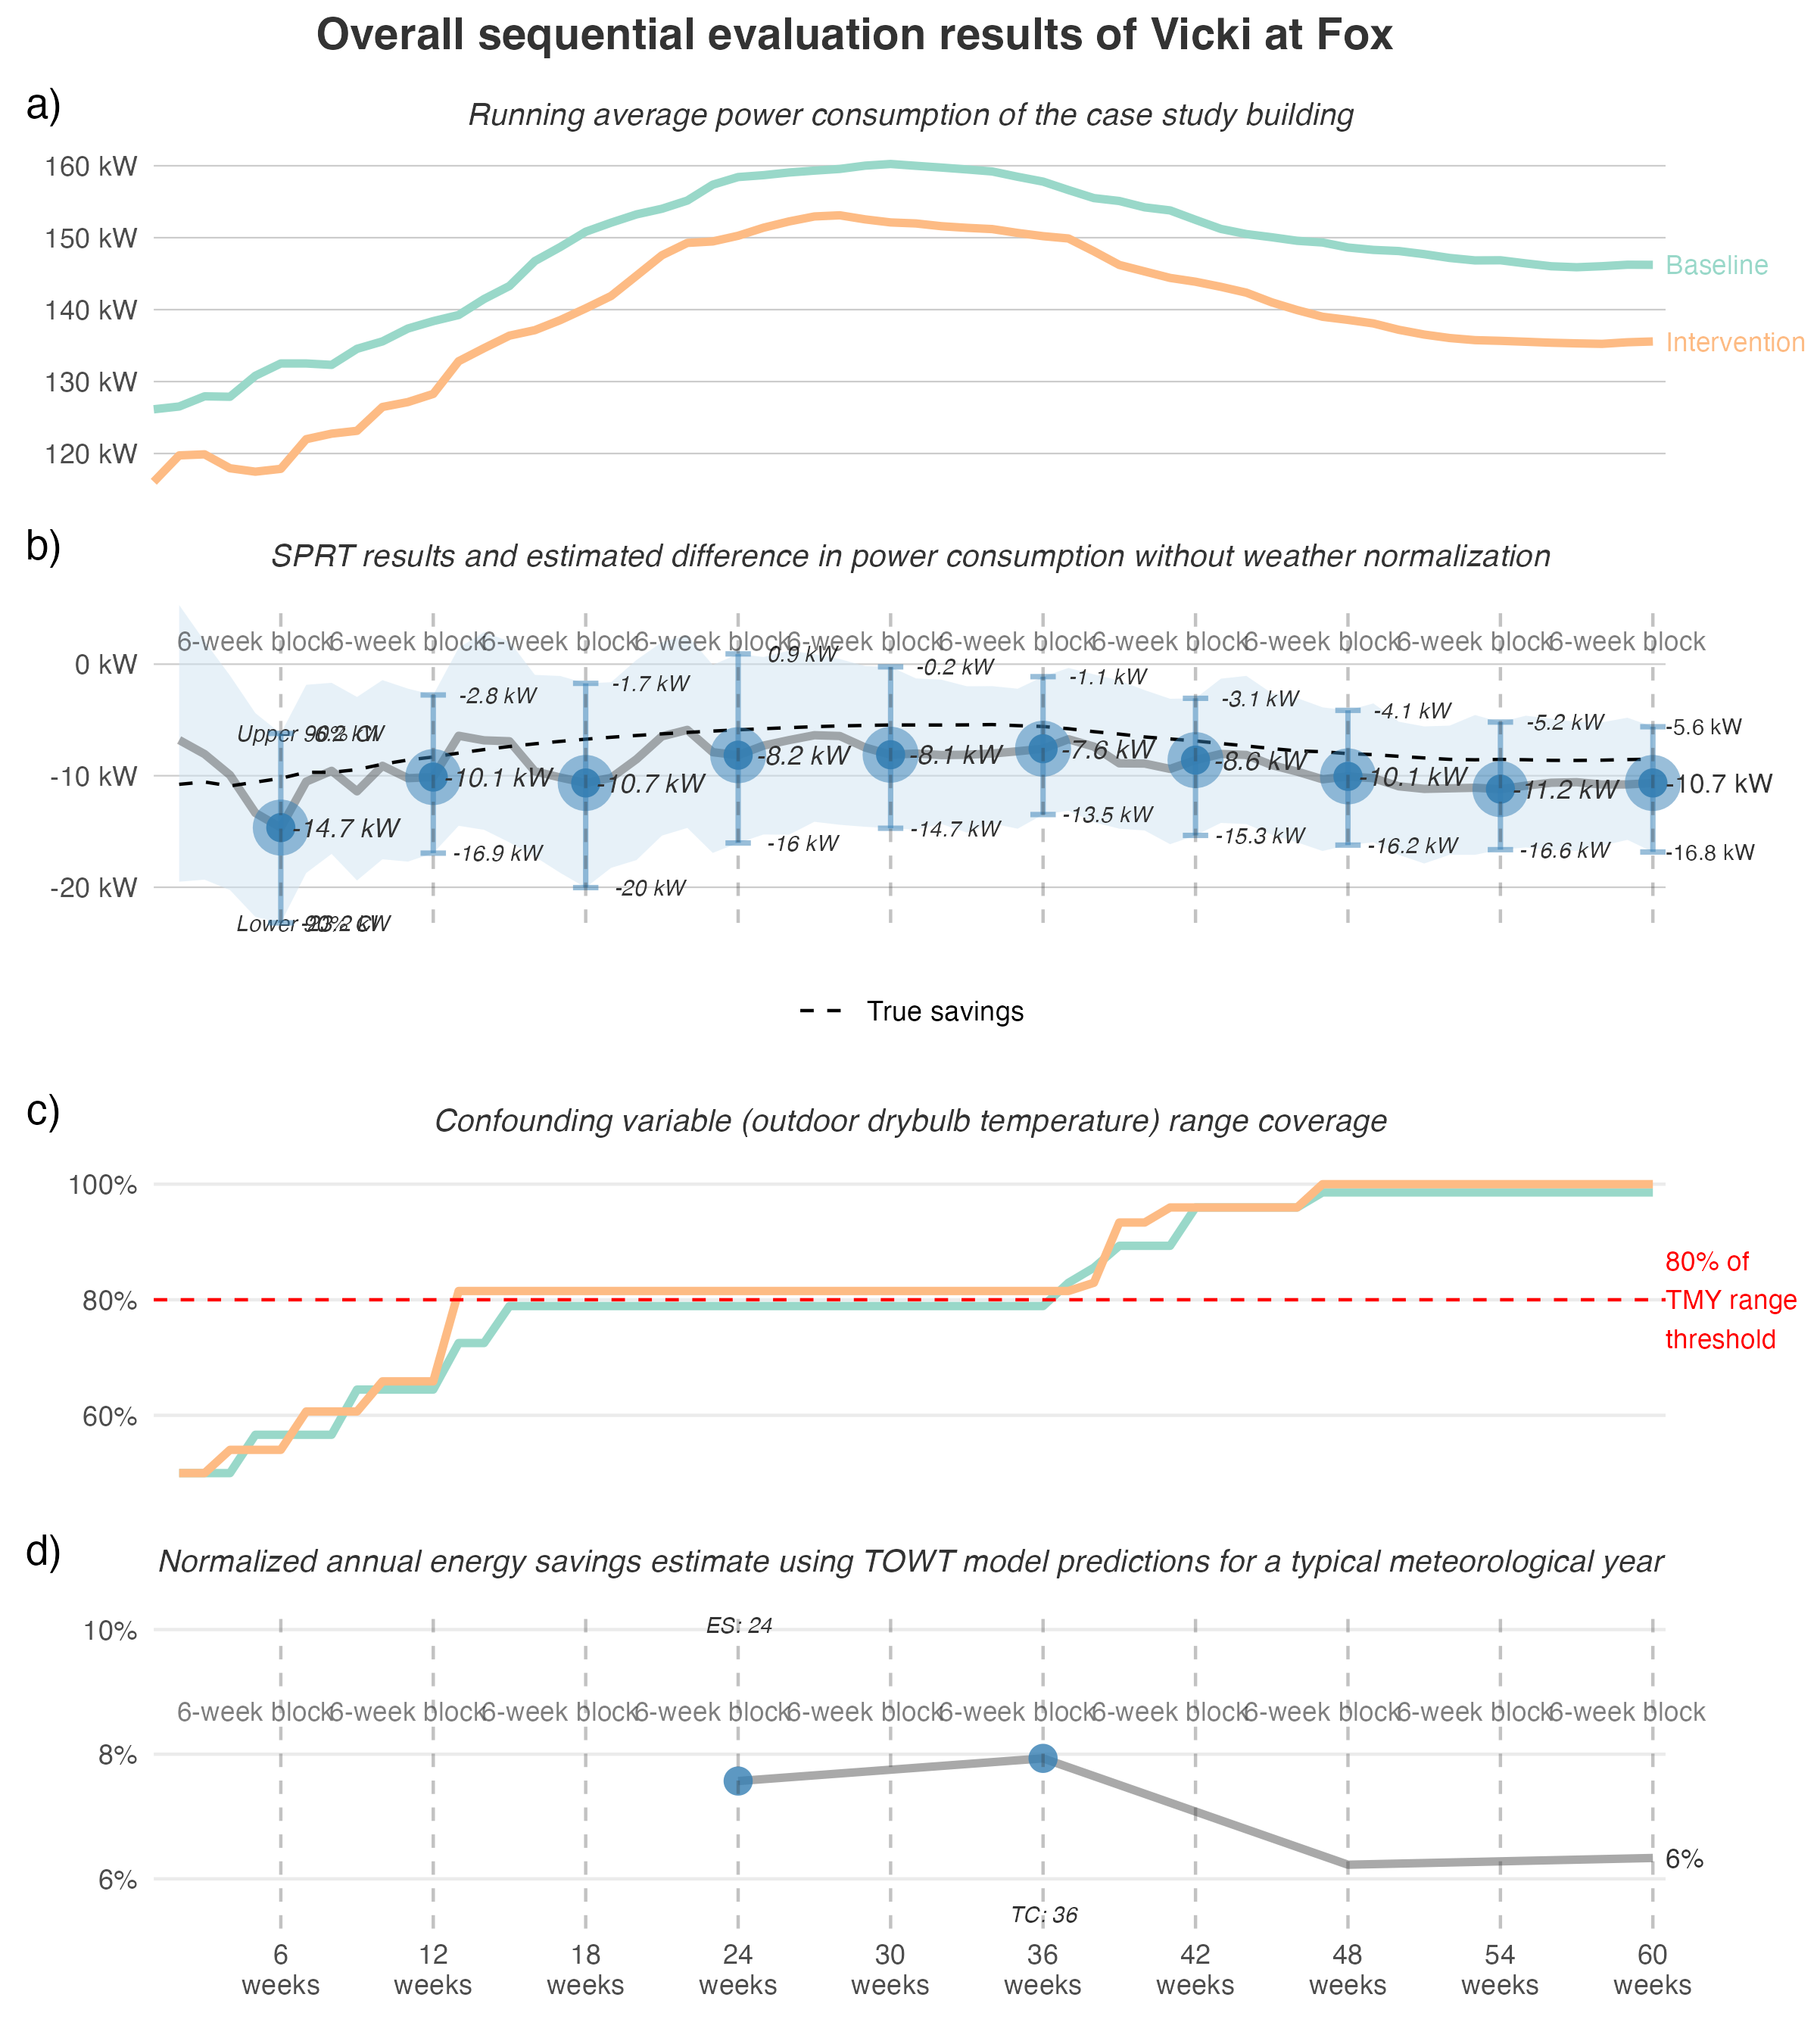 Overall sequential evaluation results of Vicki at Fox
a)
Running average power consumption of the case study building
160 kW
150 kW
140 kW
130 kW
120 kW
Baseline
Intervention
b)
SPRT results and estimated difference in power consumption without weather normalization
6-week block 6-week block 6-week block 6-week block 6-week block 6-week block 6-week block 6-week block 6-week block 6-week block
0 kW
-10 kW
-20 kW
Upper 90% CI
-6.2 kW
-2.8 kW
-1.7 kW
0.9 kW
-0.2 kW
-1.1 kW
-3.1 kW
-4.1 kW
-5.2 kW
-5.6 kW
-14.7 kW
-10.1 kW
-10.7 kW
-8.2 kW
-8.1 kW
-7.6 kW
-8.6 kW
-10.1 kW
-11.2 kW
-10.7 kW
Lower 90% CI
-23.2 kW
-16.9 kW
-20 kW
-16 kW
-14.7 kW
-13.5 kW
-15.3 kW
-16.2 kW
-16.6 kW
-16.8 kW
True savings
c)
Confounding variable (outdoor drybulb temperature) range coverage
100%
80%
60%
80% of
TMY range
threshold
d)
Normalized annual energy savings estimate using TOWT model predictions for a typical meteorological year
10%
8%
6%
ES: 24
6-week block 6-week block 6-week block 6-week block 6-week block 6-week block 6-week block 6-week block 6-week block 6-week block
6%
TC: 36
6 weeks
12 weeks
18 weeks
24 weeks
30 weeks
36 weeks
42 weeks
48 weeks
54 weeks
60 weeks